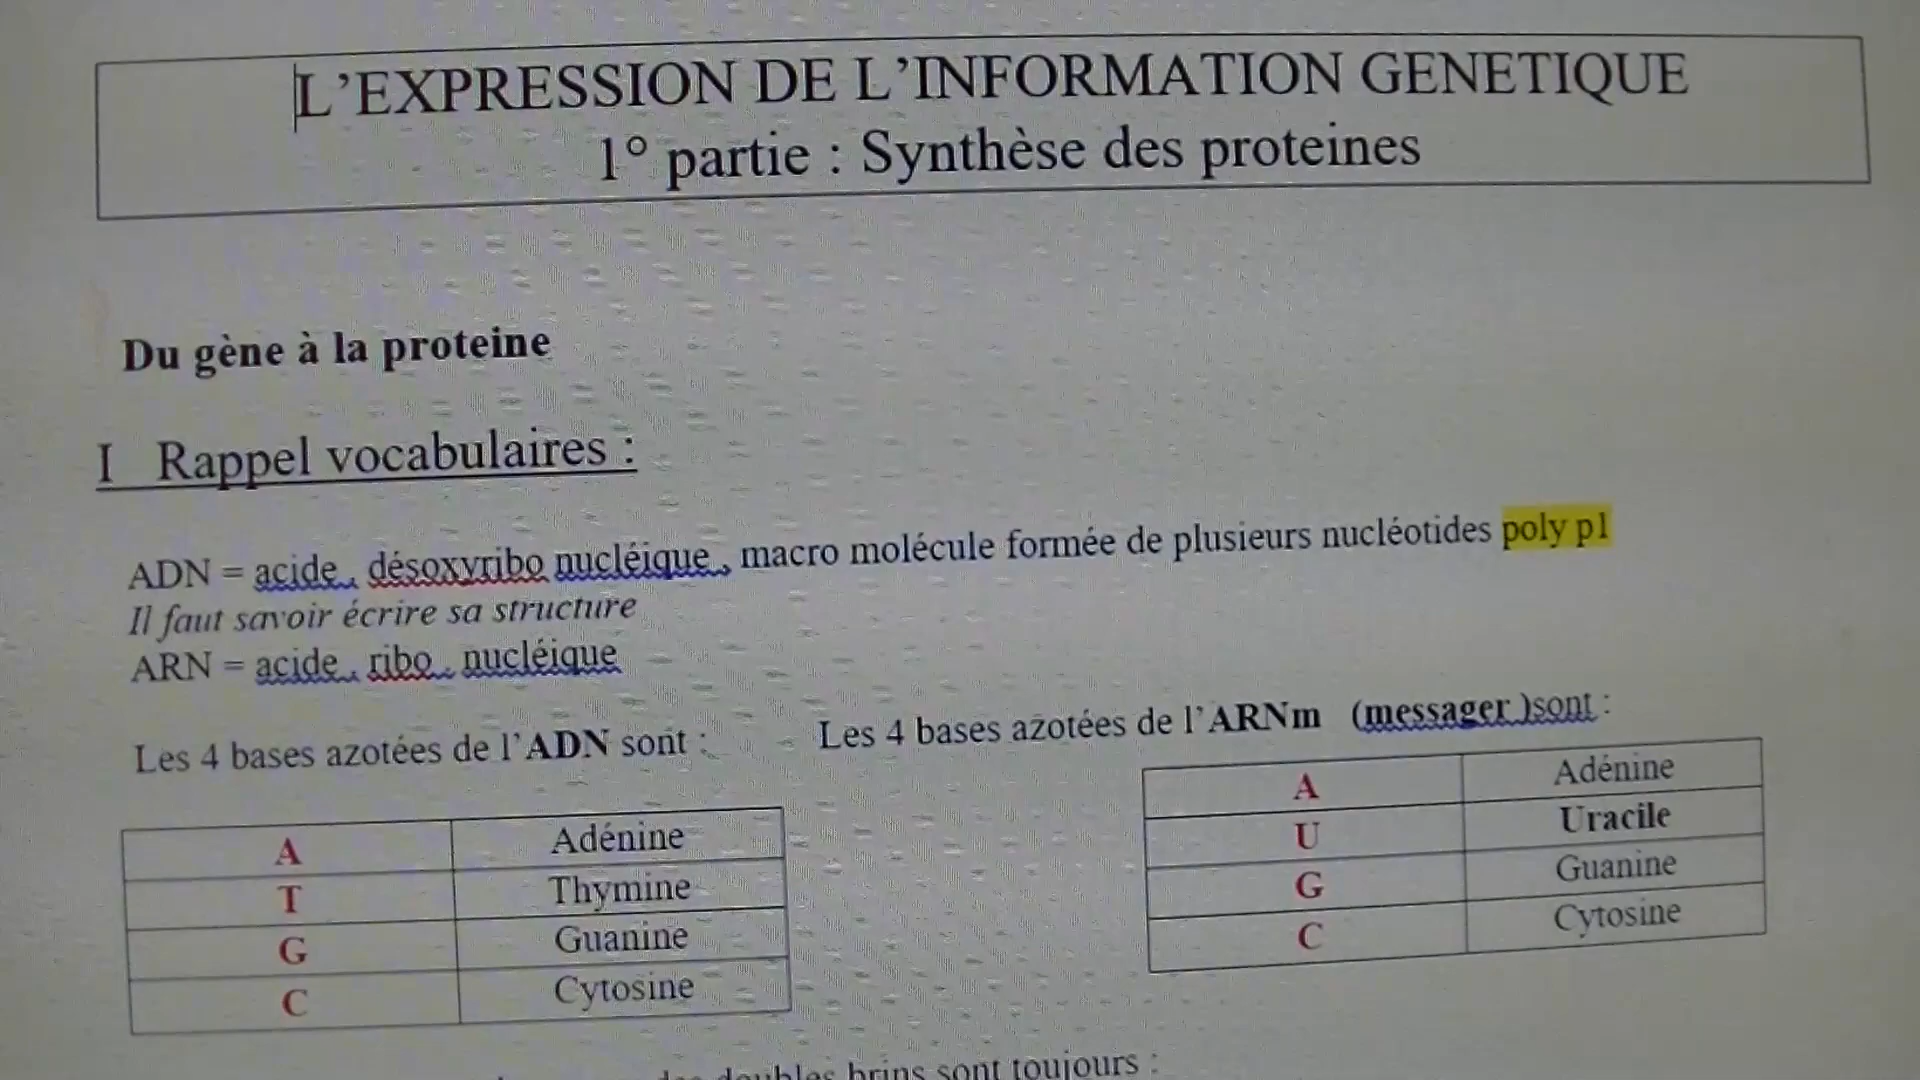 L'EXPRESSION DE L'INFORMATION GENETIQUE
1° partie : Synthèse des proteines
Du gène à la proteine
I Rappel vocabulaires :
ADN = acide, désoxyribo nucléique, macro molécule formée de plusieurs nucléotides poly p1
Il faut savoir écrire sa structure
ARN = acide, ribo, nucléique
Les 4 bases azotées de l'ADN sont :
A Adénine
T Thymine
G Guanine
C Cytosine
Les 4 bases azotées de l'ARNm (messager )sont :
A Adénine
U Uracile
G Guanine
C Cytosine
doubles brins sont toujours :